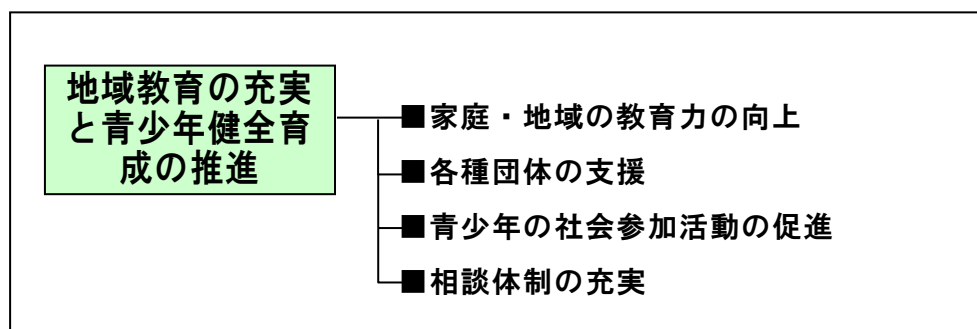 地域教育の充実
と青少年健全育
成の推進
■家庭・地域の教育力の向上
■各種団体の支援
■青少年の社会参加活動の促進
■相談体制の充実